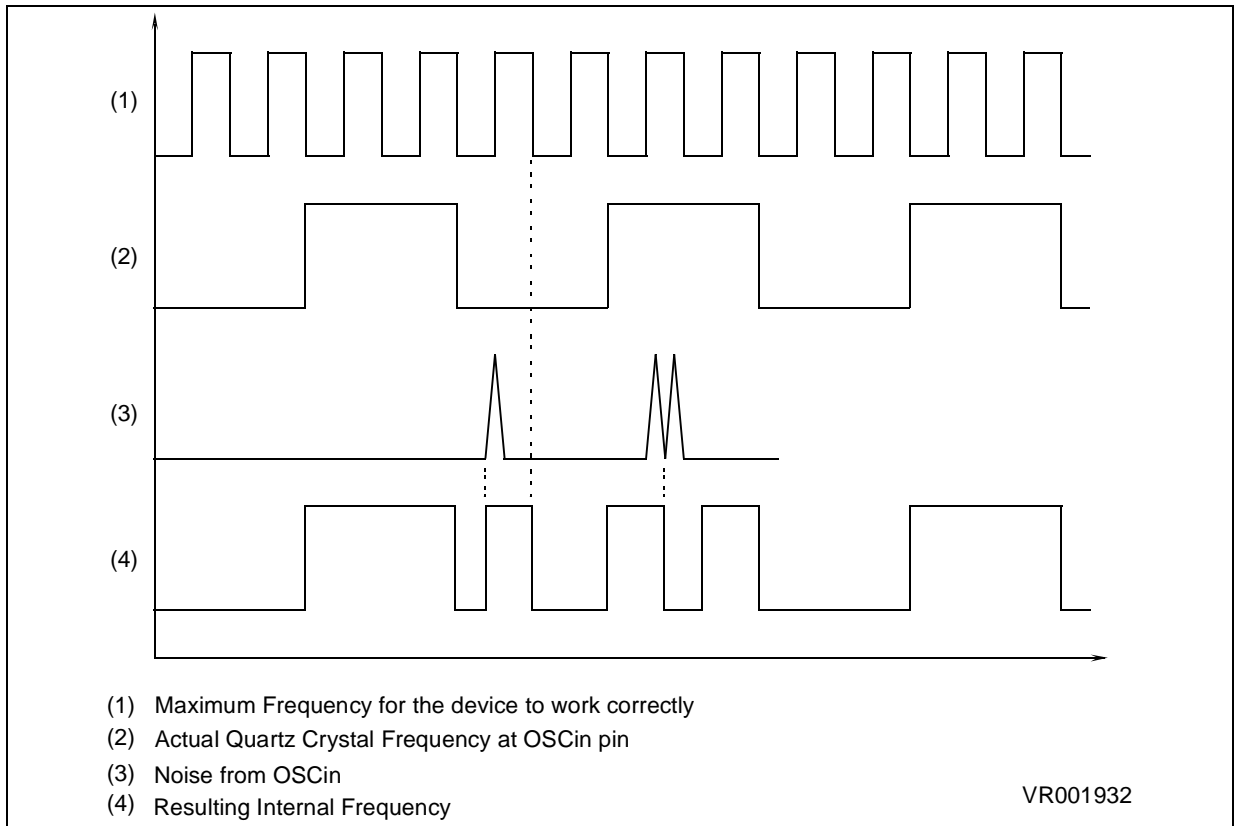 (1)
(2)
(3)
(4)
(1) Maximum Frequency for the device to work correctly
(2) Actual Quartz Crystal Frequency at OSCin pin
(3) Noise from OSCin
(4) Resulting Internal Frequency
VR001932